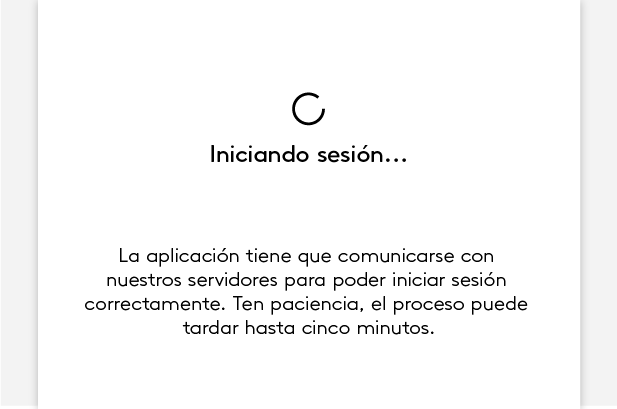 Iniciando sesión...
La aplicación tiene que comunicarse con
nuestros servidores para poder iniciar sesión
correctamente. Ten paciencia, el proceso puede
tardar hasta cinco minutos.